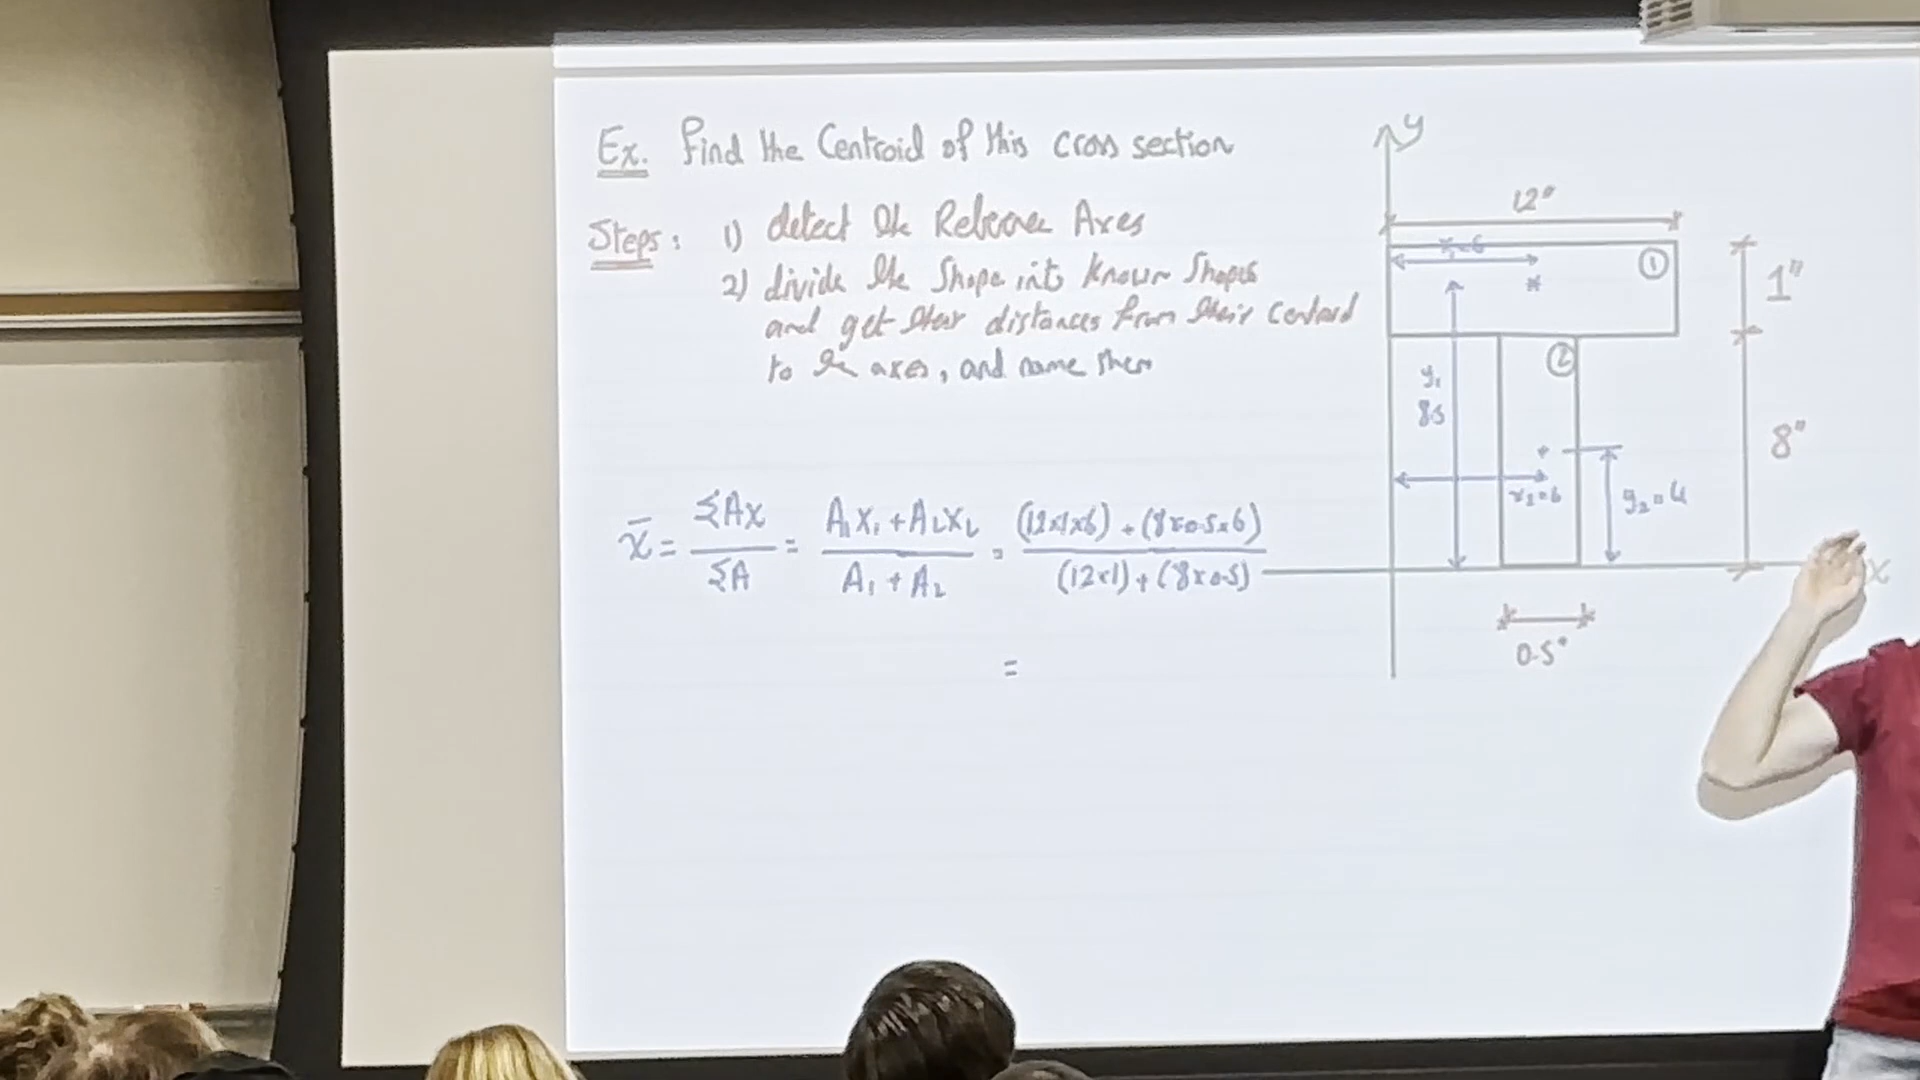 Ex. Find the Centroid of this cross section
Steps: 1) detect the Reference Axes
2) divide the shape into known shapes
and get their distances from their centroid
to the axes, and name them
x̄ = ΣAx / ΣA = A₁x₁ + A₂x₂ / A₁ + A₂ = (12x1x6) + (8x0.5x6) / (12x1) + (8x0.5)
=
y
12"
x₁=6
①
1"
②
y₁
8.5
8"
x₂=6
y₂=4
x
0.5"